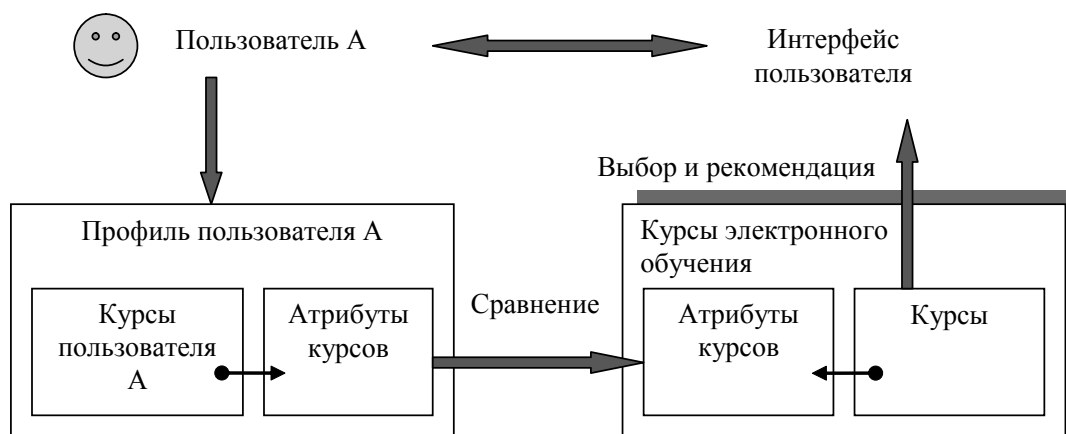 Пользователь А
Интерфейс
пользователя
Выбор и рекомендация
Профиль пользователя А
Курсы электронного
обучения
Курсы
пользователя
А
Атрибуты
курсов
Сравнение
Атрибуты
курсов
Курсы